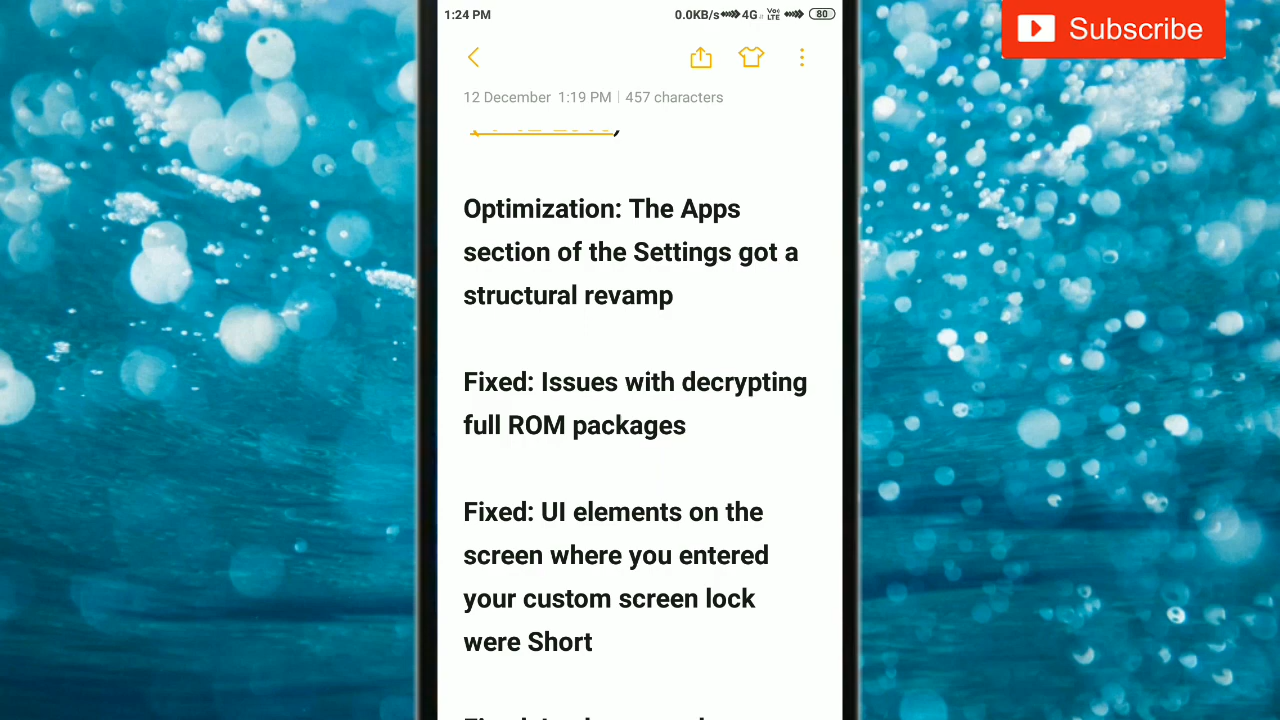 1:24 PM 0.0KB/s 4G Vo LTE 80
Subscribe
12 December 1:19 PM | 457 characters
Optimization: The Apps
section of the Settings got a
structural revamp
Fixed: Issues with decrypting
full ROM packages
Fixed: UI elements on the
screen where you entered
your custom screen lock
were Short